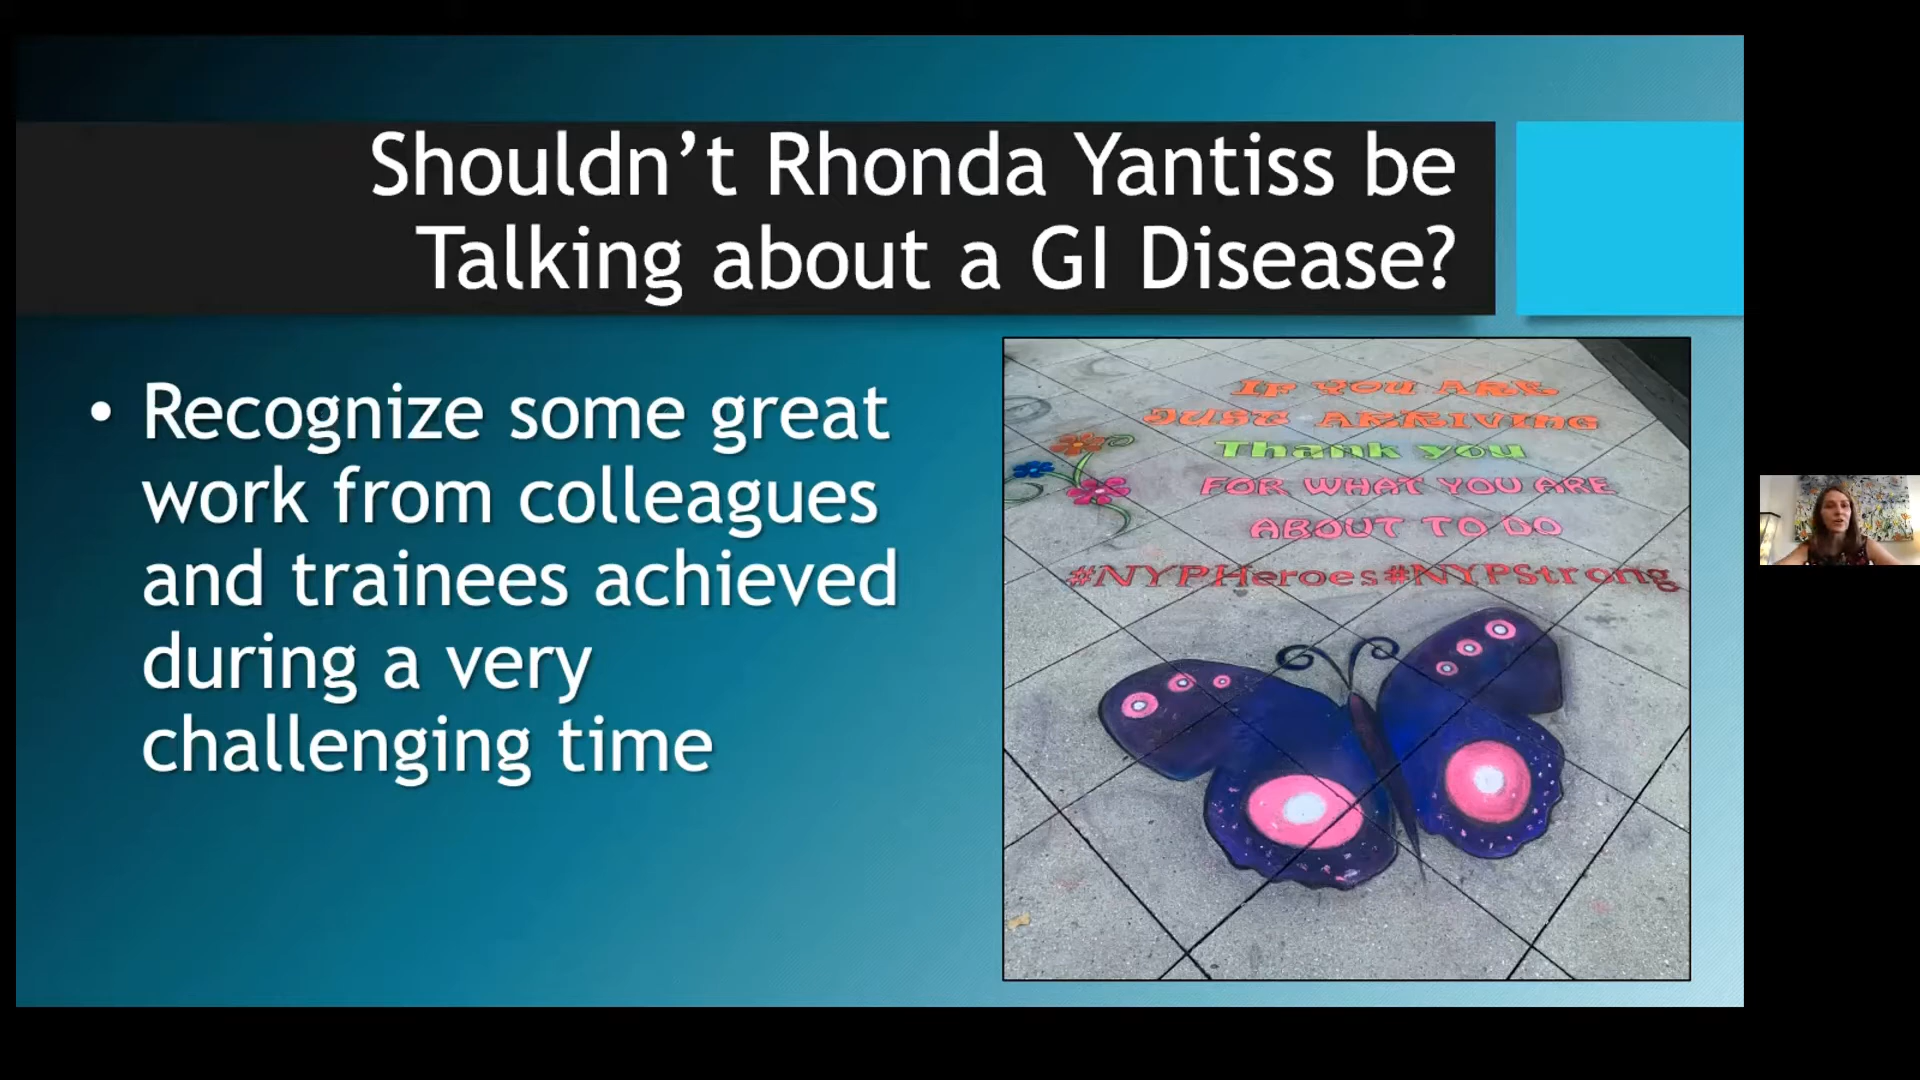 Shouldn’t Rhonda Yantiss be
Talking about a GI Disease?
• Recognize some great
work from colleagues
and trainees achieved
during a very
challenging time
IF YOU ARE
JUST ARRIVING
Thank you
FOR WHAT YOU ARE
ABOUT TO DO
#NYPHeroes#NYPStrong